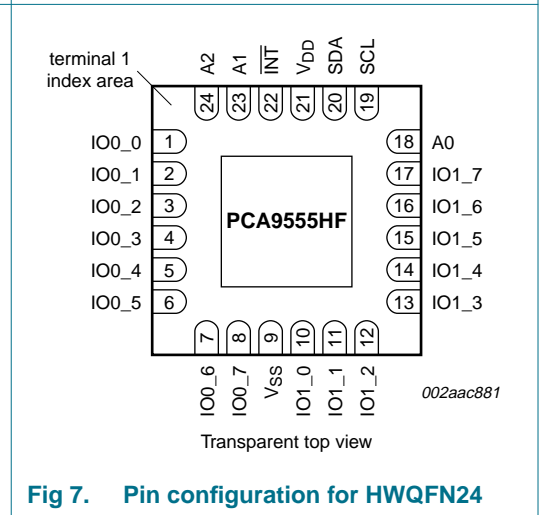 terminal 1
index area
A2
A1
INT
VDD
SDA
SCL
24
23
22
21
20
19
IO0_0 1
IO0_1 2
IO0_2 3
IO0_3 4
IO0_4 5
IO0_5 6
PCA9555HF
18 A0
17 IO1_7
16 IO1_6
15 IO1_5
14 IO1_4
13 IO1_3
7
8
9
10
11
12
IO0_6
IO0_7
VSS
IO1_0
IO1_1
IO1_2
002aac881
Transparent top view
Fig 7. Pin configuration for HWQFN24